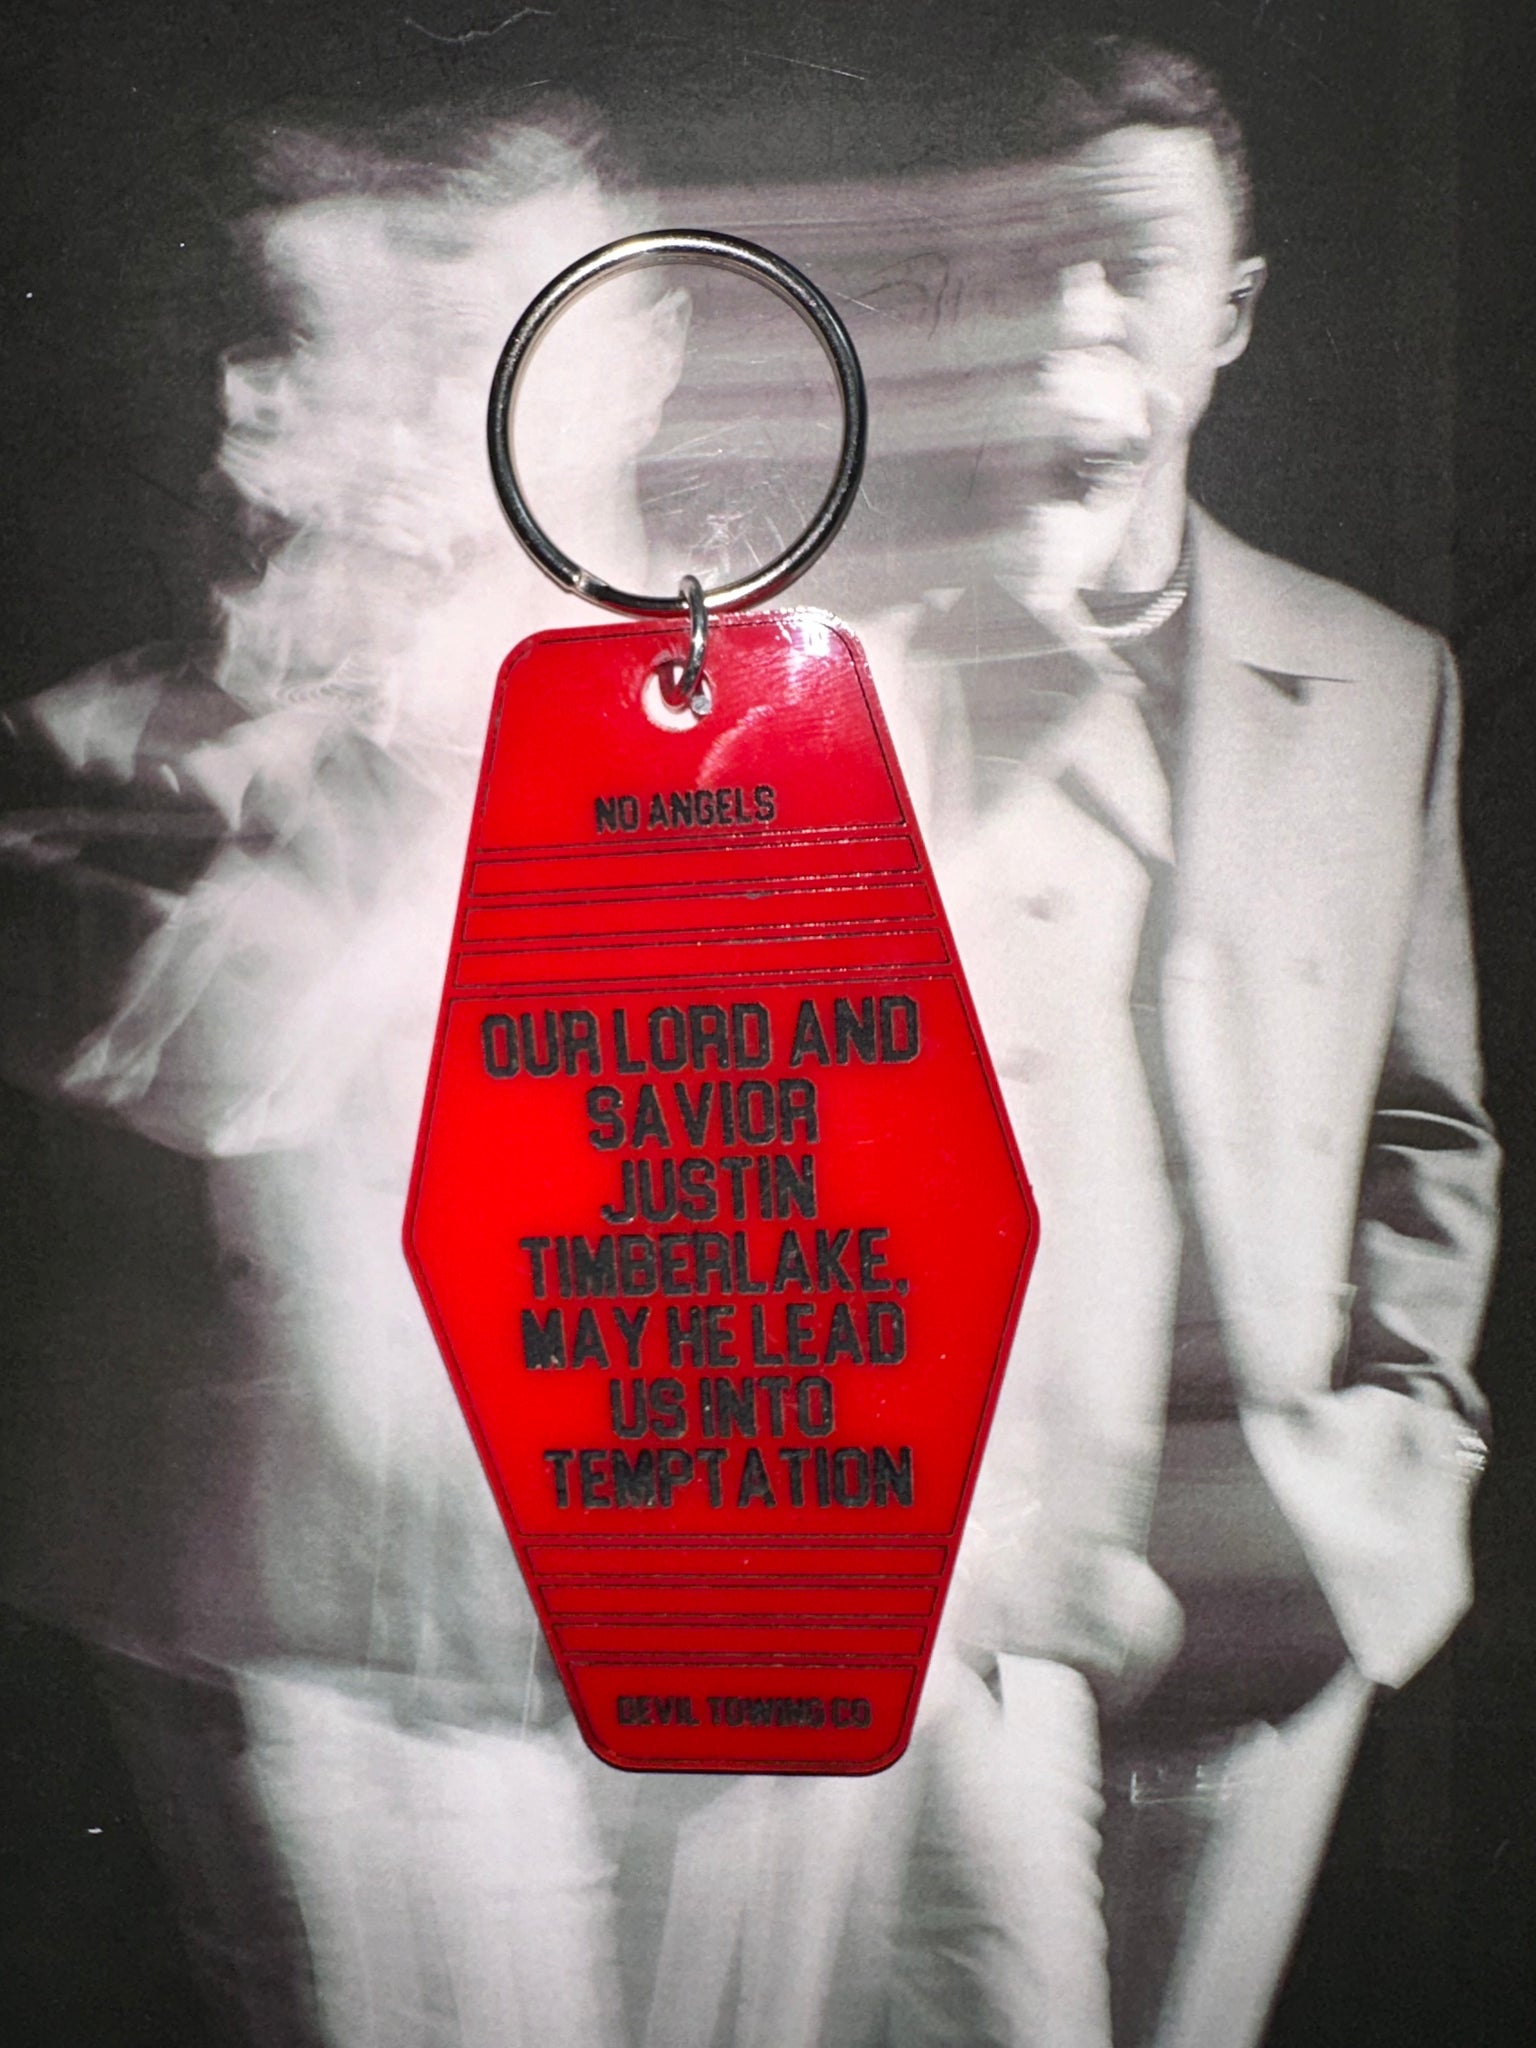 NO ANGELS
OUR LORD AND
SAVIOR
JUSTIN
TIMBERLAKE,
MAY HE LEAD
US INTO
TEMPTATION
DEVIL TOWING CO